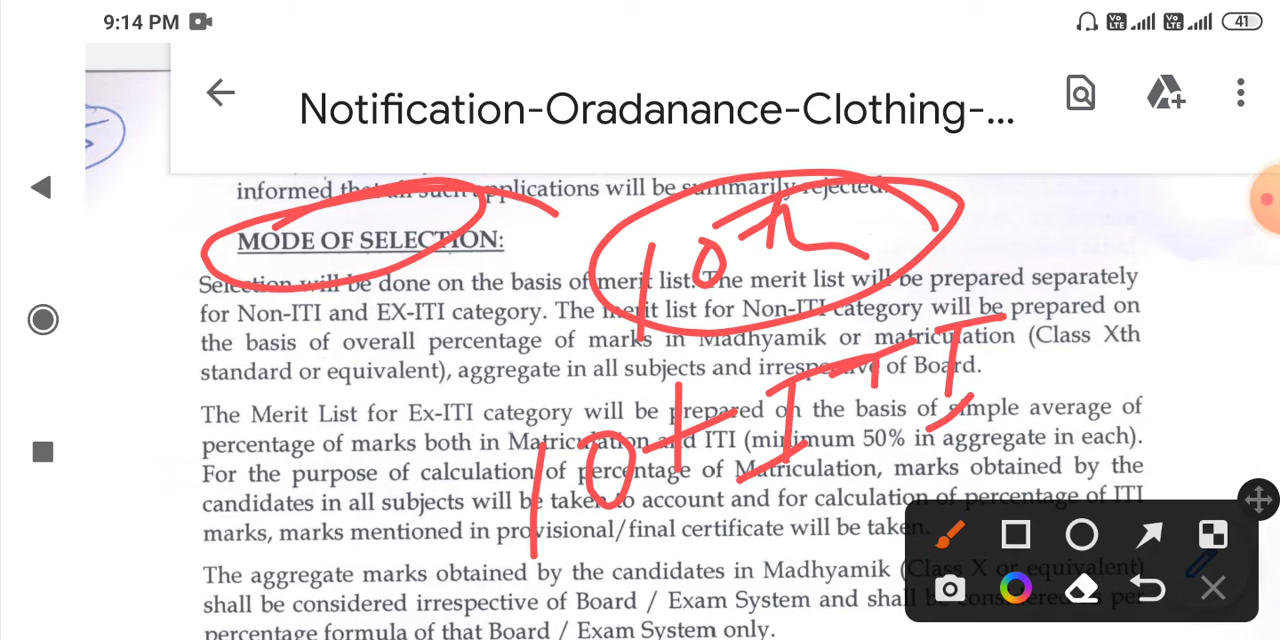 9:14 PM
Vo LTE Vo LTE 41
Notification-Oradanance-Clothing-...
informed that all such applications will be summarily rejected.
MODE OF SELECTION:
10th
Selection will be done on the basis of merit list. The merit list will be prepared separately
for Non-ITI and EX-ITI category. The merit list for Non-ITI category will be prepared on
the basis of overall percentage of marks in Madhyamik or matriculation (Class Xth
standard or equivalent), aggregate in all subjects and irrespective of Board.
10+ITI
The Merit List for Ex-ITI category will be prepared on the basis of simple average of
percentage of marks both in Matriculation and ITI (minimum 50% in aggregate in each).
For the purpose of calculation of percentage of Matriculation, marks obtained by the
candidates in all subjects will be taken to account and for calculation of percentage of ITI
marks, marks mentioned in provisional/final certificate will be taken.
The aggregate marks obtained by the candidates in Madhyamik (Class X or equivalent)
shall be considered irrespective of Board / Exam System and shall be considered as per
percentage formula of that Board / Exam System only.